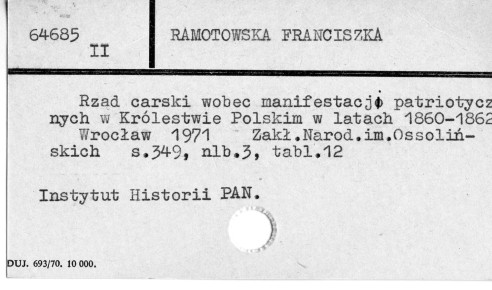 64685
II
RAMOTOWSKA FRANCISZKA
Rząd carski wobec manifestacji patriotycz
nych w Królestwie Polskim w latach 1860-1862
Wrocław 1971 Zakł.Narod.im.Ossoliń-
skich s.349, nlb.3, tabl.12
Instytut Historii PAN.
DUJ. 693/70. 10 000.